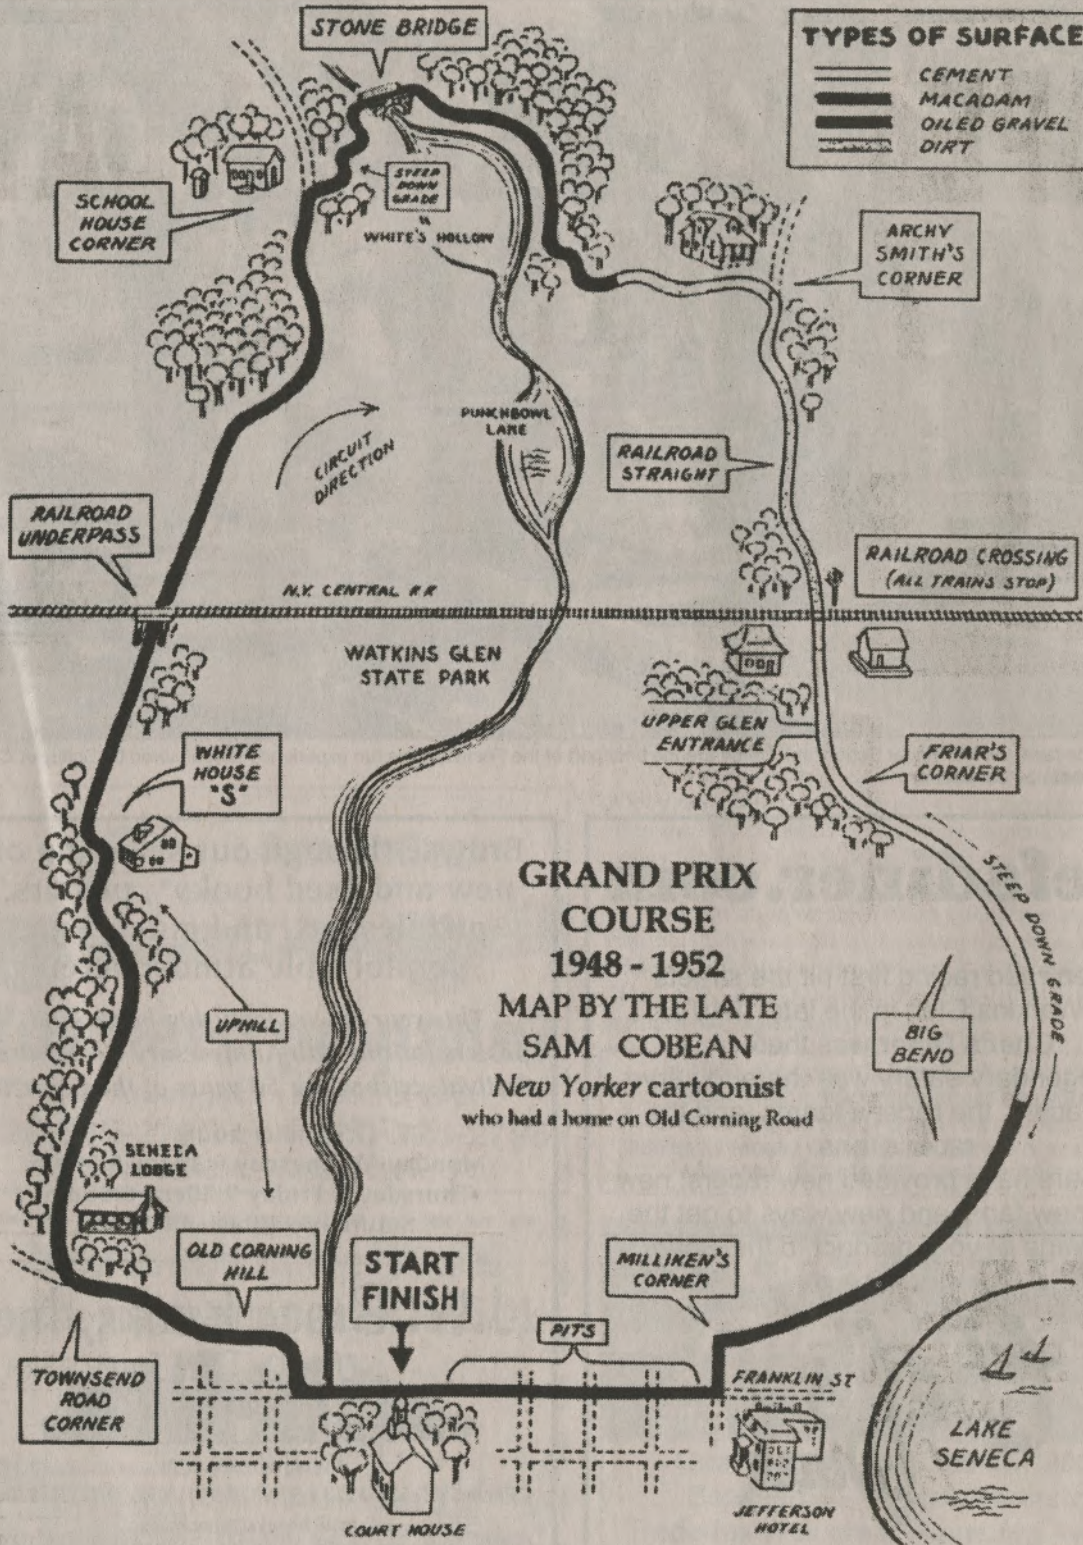 STONE BRIDGE
TYPES OF SURFACE
CEMENT
MACADAM
OILED GRAVEL
DIRT
SCHOOL
HOUSE
CORNER
STEEP
DOWN
GRADE
WHITE'S HOLLOW
ARCHY
SMITH'S
CORNER
CIRCUIT
DIRECTION
PUNCHBOWL
LANE
RAILROAD
STRAIGHT
RAILROAD
UNDERPASS
RAILROAD CROSSING
(ALL TRAINS STOP)
N.Y. CENTRAL R R
WATKINS GLEN
STATE PARK
UPPER GLEN
ENTRANCE
FRIAR'S
CORNER
WHITE
HOUSE
"S"
STEEP DOWN GRADE
GRAND PRIX
COURSE
1948 - 1952
MAP BY THE LATE
SAM COBEAN
New Yorker cartoonist
who had a home on Old Corning Road
UPHILL
BIG
BEND
SENECA
LODGE
OLD CORNING
HILL
START
FINISH
MILLIKEN'S
CORNER
PITS
TOWNSEND
ROAD
CORNER
FRANKLIN ST
LAKE
SENECA
COURT HOUSE
JEFFERSON
HOTEL